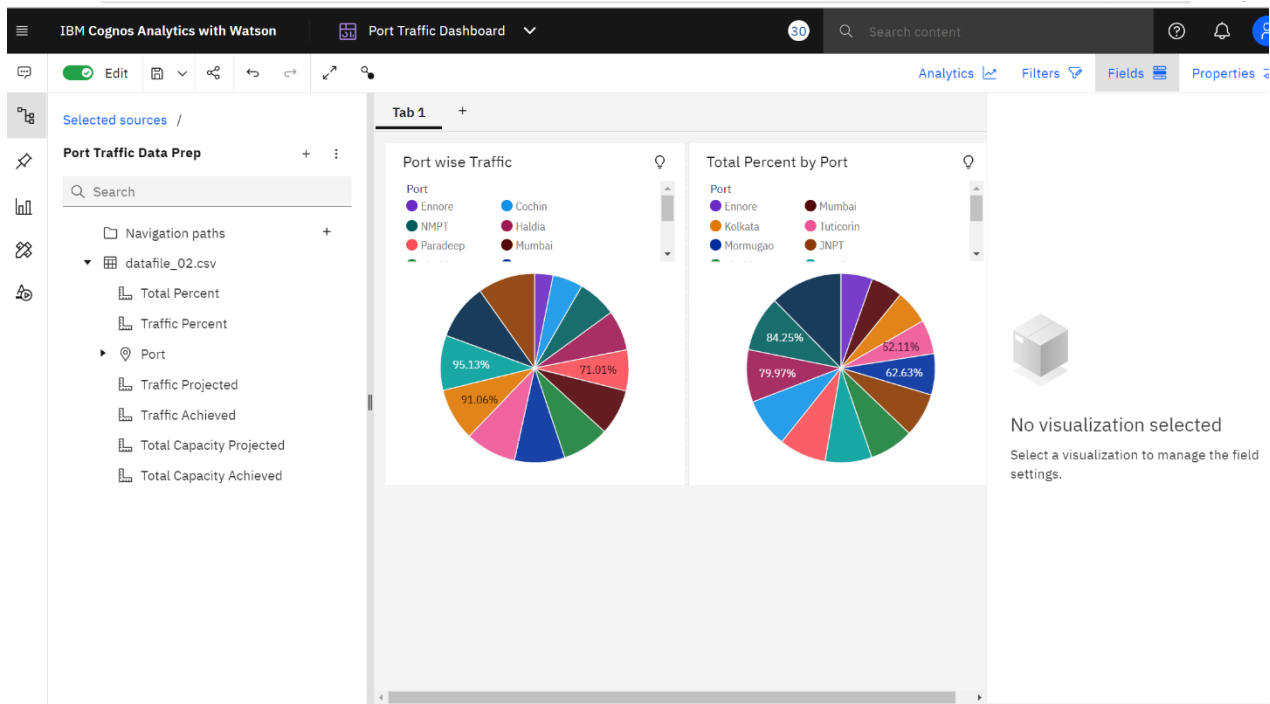 IBM Cognos Analytics with Watson
Port Traffic Dashboard
30
Search content
Edit
Analytics
Filters
Fields
Properties
Selected sources /
Port Traffic Data Prep
Search
Navigation paths
datafile_02.csv
Total Percent
Traffic Percent
Port
Traffic Projected
Traffic Achieved
Total Capacity Projected
Total Capacity Achieved
Tab 1
Port wise Traffic
Port
Ennore
Cochin
NMPT
Haldia
Paradeep
Mumbai
95.13%
71.01%
91.06%
Total Percent by Port
Port
Ennore
Mumbai
Kolkata
Tuticorin
Mormugao
JNPT
84.25%
52.11%
79.97%
62.63%
No visualization selected
Select a visualization to manage the field
settings.